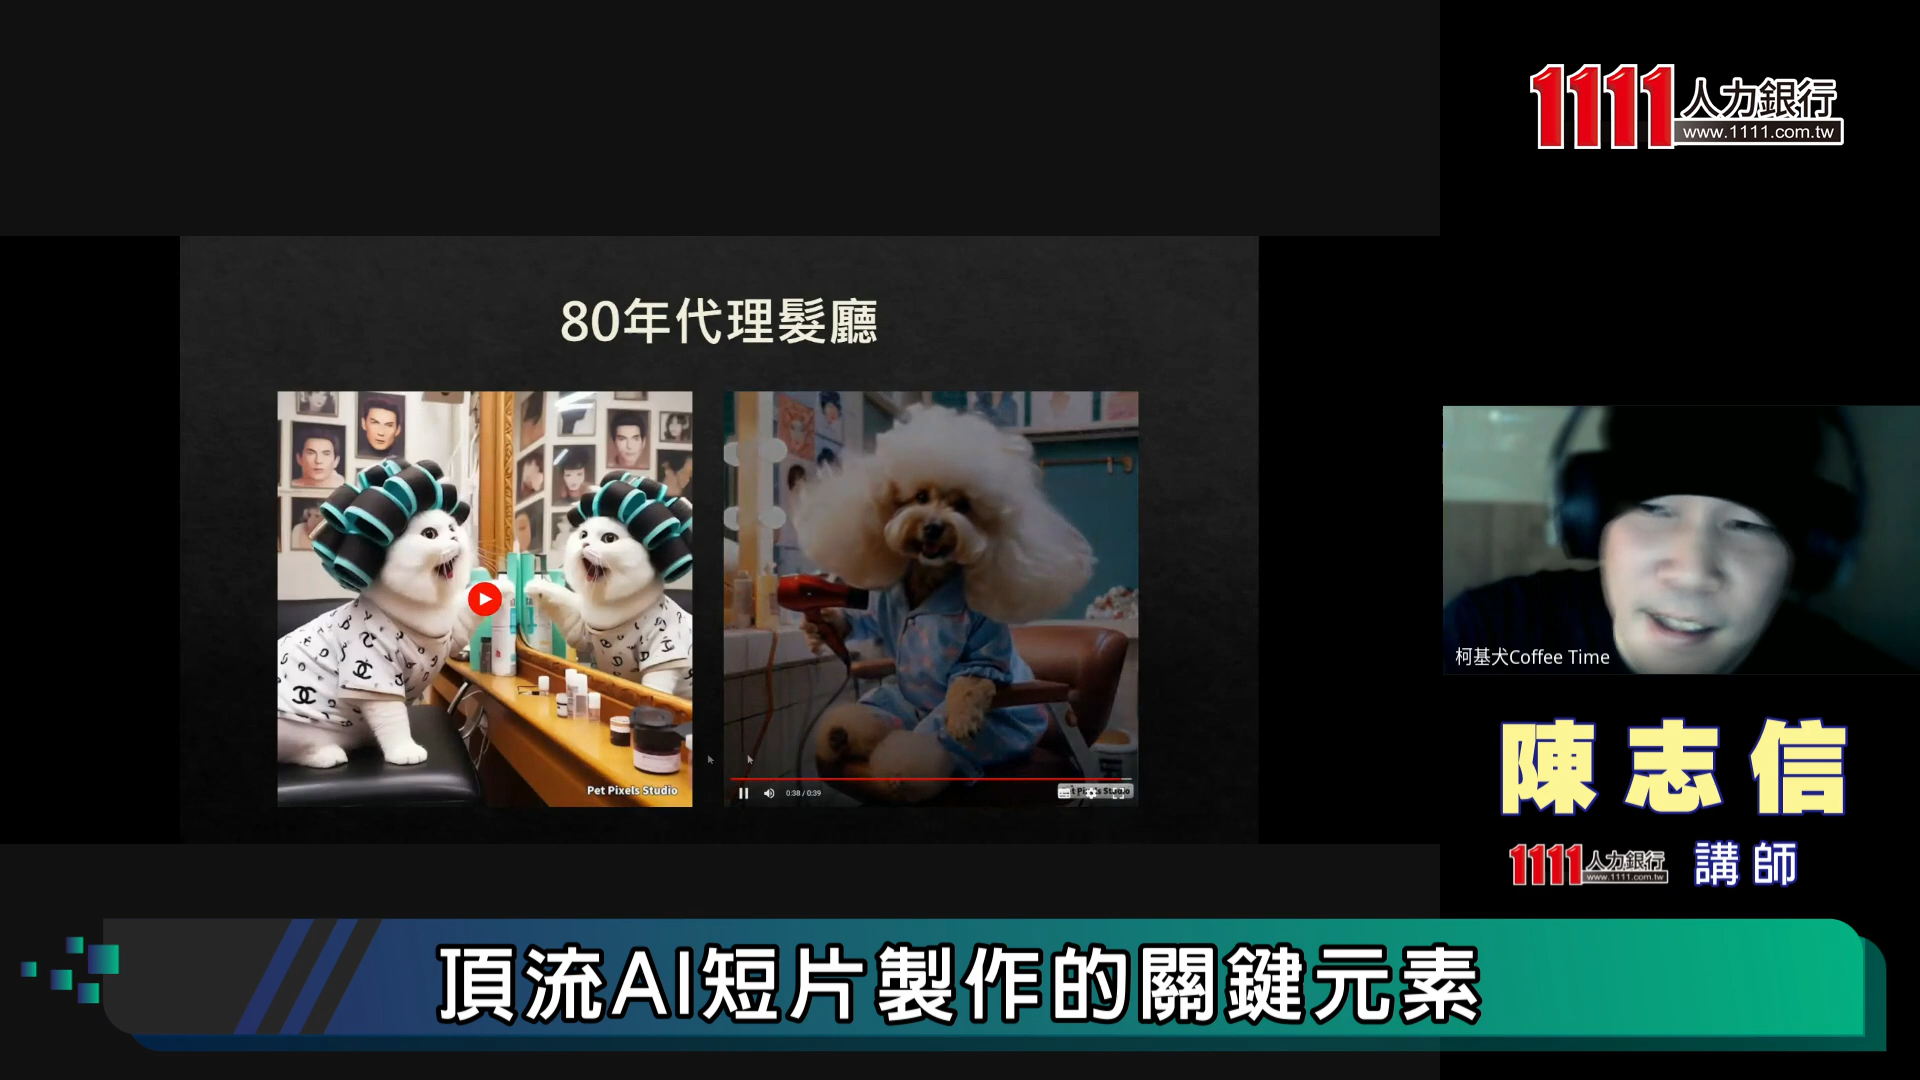 1111人力銀行
www.1111.com.tw
80年代理髮廳
Pet Pixels Studio
0:38 / 0:39
柯基犬Coffee Time
陳志信
1111人力銀行
www.1111.com.tw
講師
頂流AI短片製作的關鍵元素